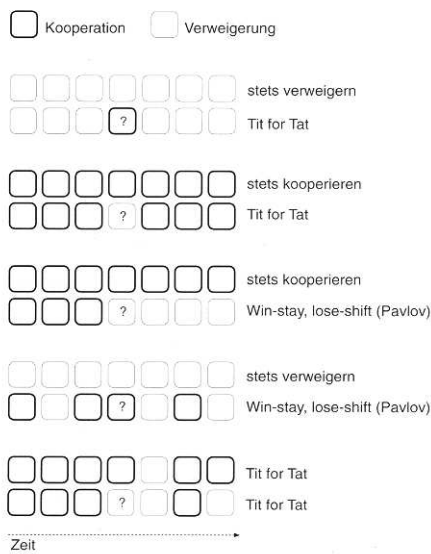 Kooperation Verweigerung
stets verweigern
? Tit for Tat
stets kooperieren
? Tit for Tat
stets kooperieren
? Win-stay, lose-shift (Pavlov)
stets verweigern
? Win-stay, lose-shift (Pavlov)
Tit for Tat
? Tit for Tat
Zeit